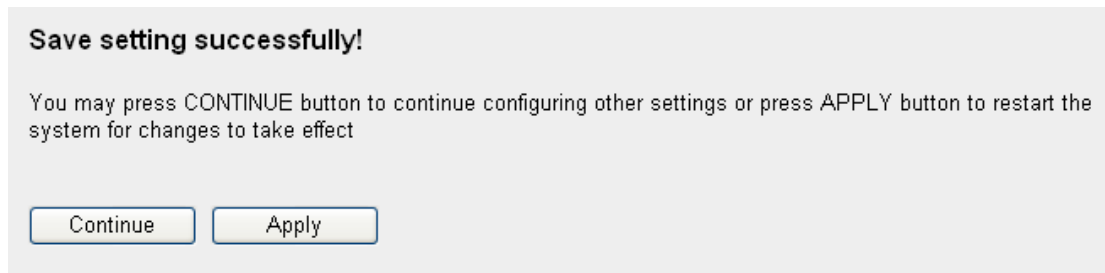 Save setting successfully!
You may press CONTINUE button to continue configuring other settings or press APPLY button to restart the
system for changes to take effect
Continue
Apply